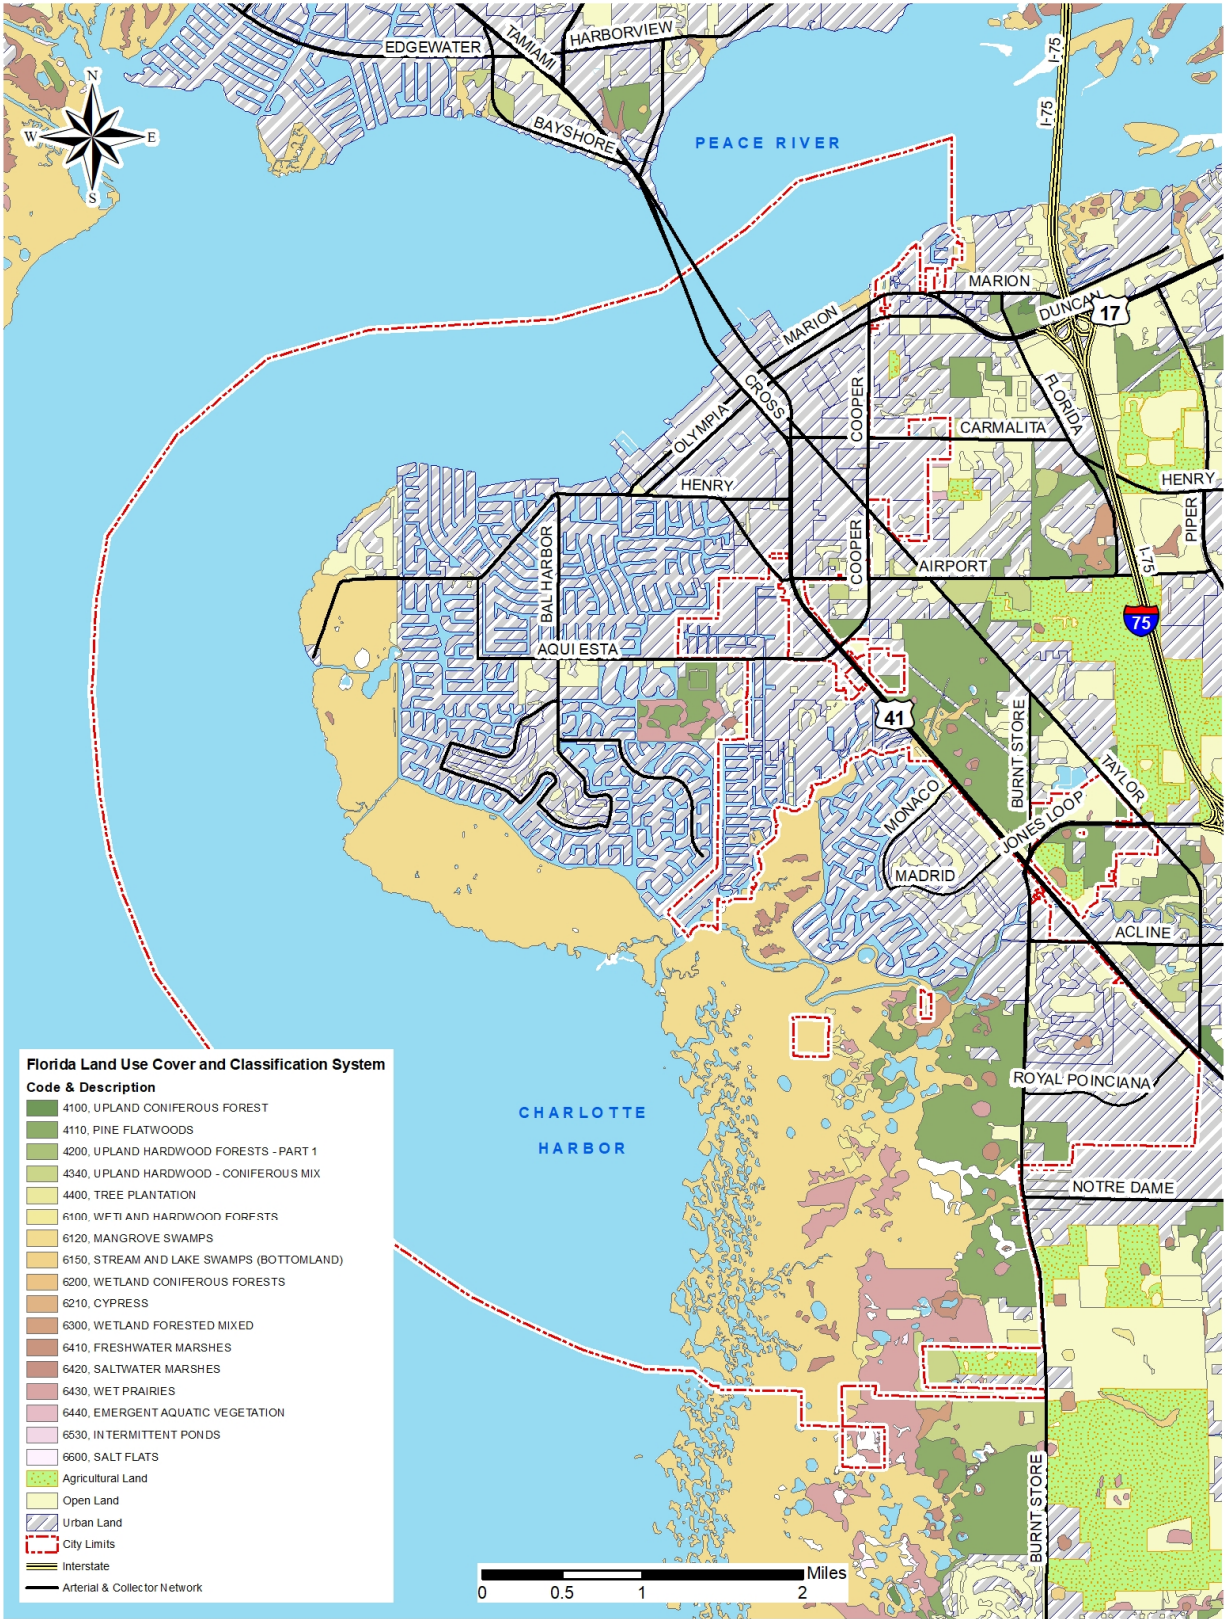 EDGEWATER
TAMIAMI
HARBORVIEW
I-75
I-75
N
W E
S
BAYSHORE
PEACE RIVER
MARION
DUNCAN
17
MARION
CROSS
FLORIDA
COOPER
OLYMPIA
CARMALITA
HENRY
HENRY
PIPER
BAL HARBOR
COOPER
AIRPORT
I-75
75
AQUI ESTA
41
BURNT STORE
TAYLOR
MONACO
JONES LOOP
MADRID
ACLINE
ROYAL POINCIANA
NOTRE DAME
CHARLOTTE
HARBOR
BURNT STORE
Florida Land Use Cover and Classification System
Code & Description
4100, UPLAND CONIFEROUS FOREST
4110, PINE FLATWOODS
4200, UPLAND HARDWOOD FORESTS - PART 1
4340, UPLAND HARDWOOD - CONIFEROUS MIX
4400, TREE PLANTATION
6100, WETLAND HARDWOOD FORESTS
6120, MANGROVE SWAMPS
6150, STREAM AND LAKE SWAMPS (BOTTOMLAND)
6200, WETLAND CONIFEROUS FORESTS
6210, CYPRESS
6300, WETLAND FORESTED MIXED
6410, FRESHWATER MARSHES
6420, SALTWATER MARSHES
6430, WET PRAIRIES
6440, EMERGENT AQUATIC VEGETATION
6530, INTERMITTENT PONDS
6600, SALT FLATS
Agricultural Land
Open Land
Urban Land
City Limits
Interstate
Arterial & Collector Network
Miles
0 0.5 1 2